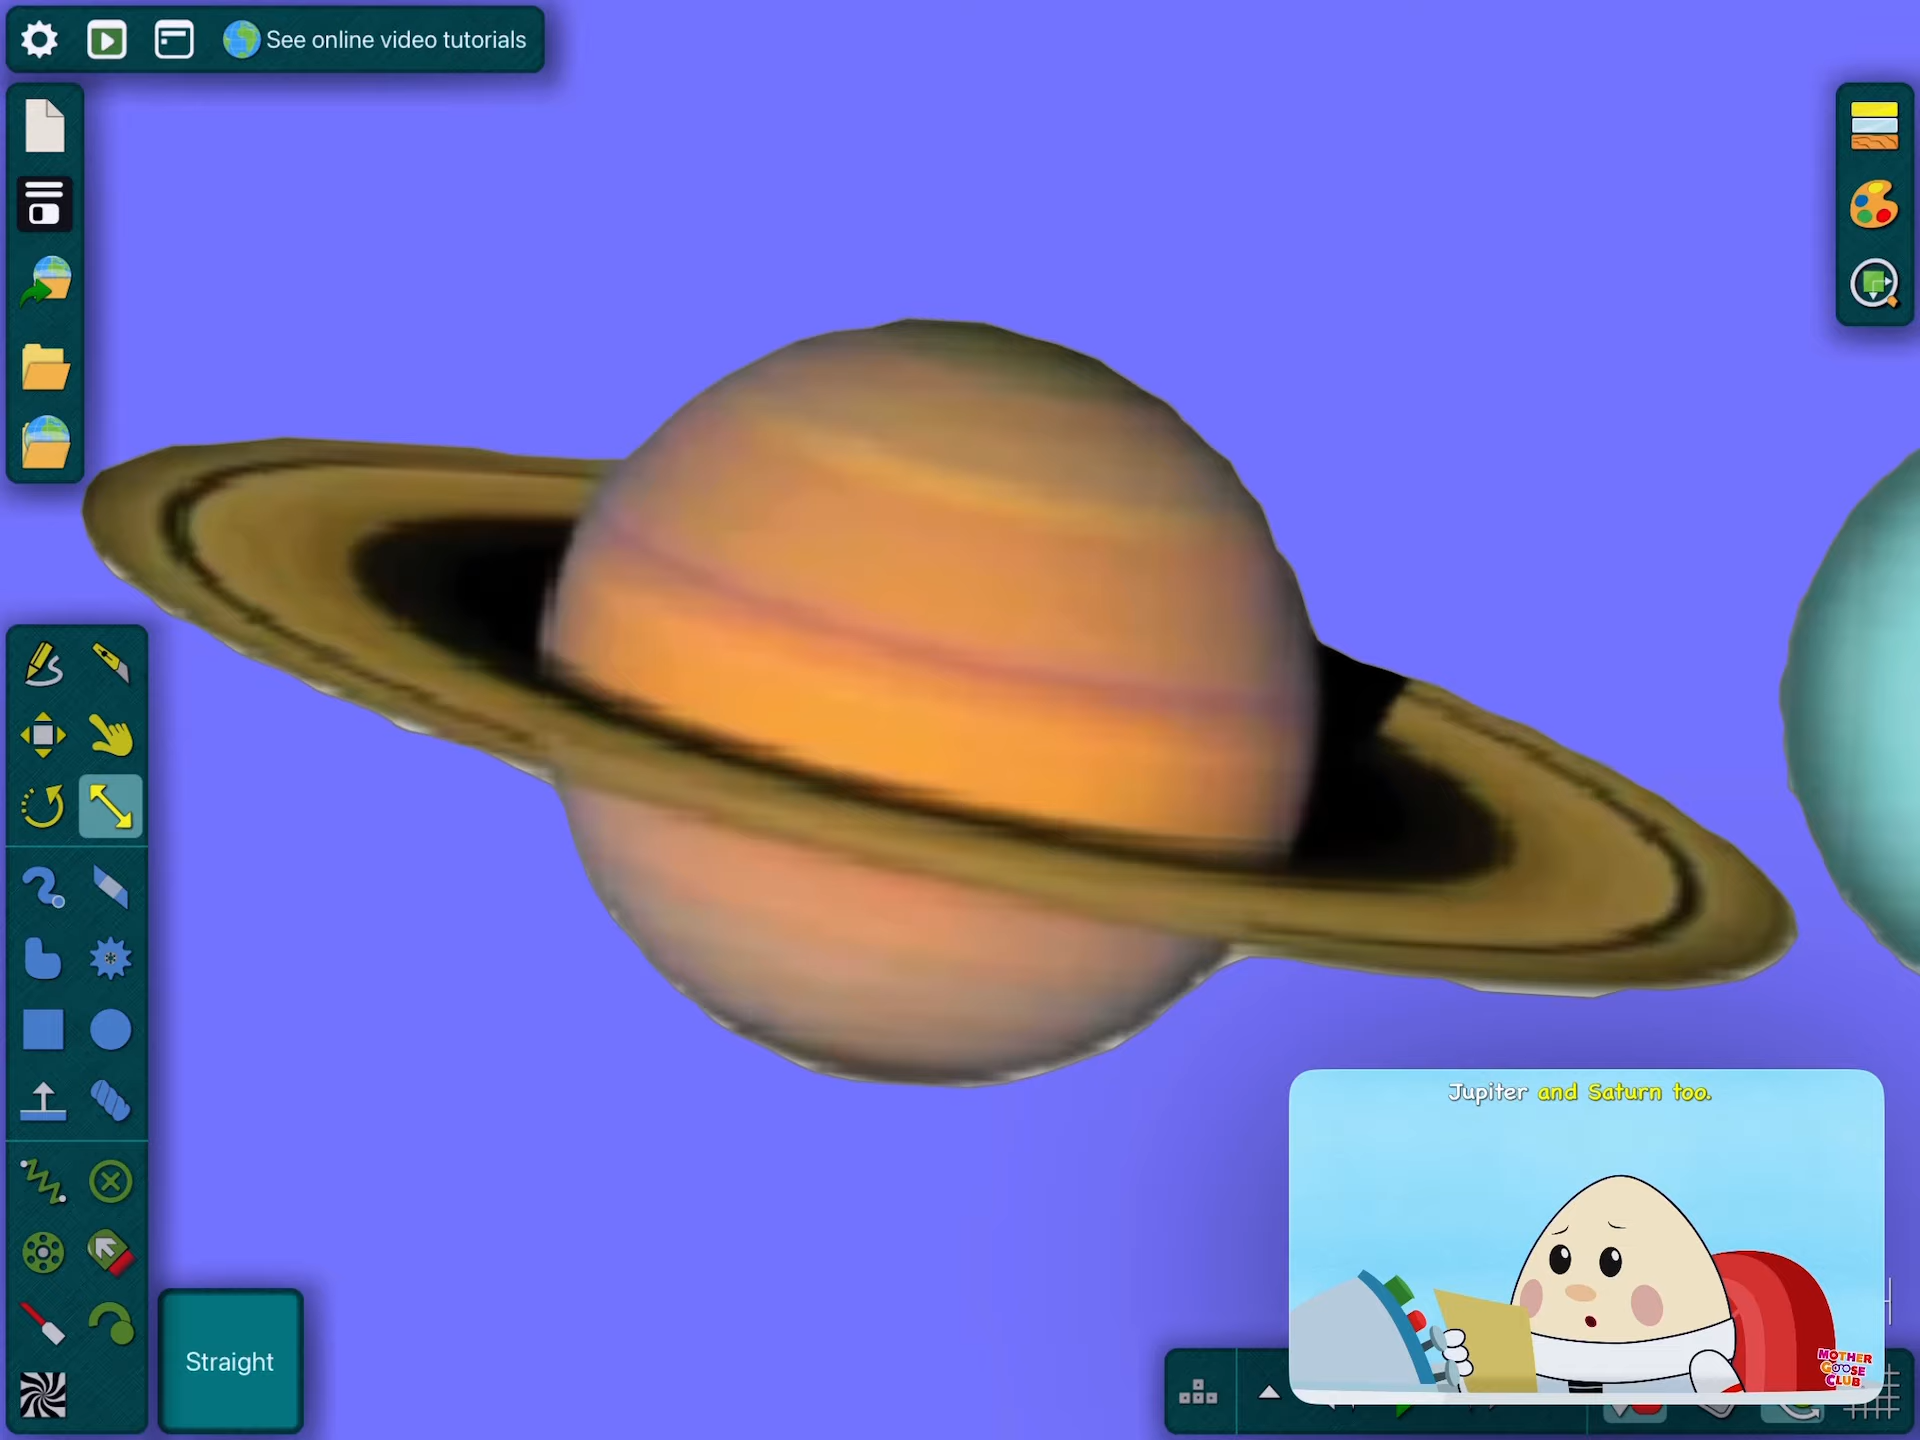 See online video tutorials
Jupiter and Saturn too.
MOTHER
GOOSE
CLUB
Straight